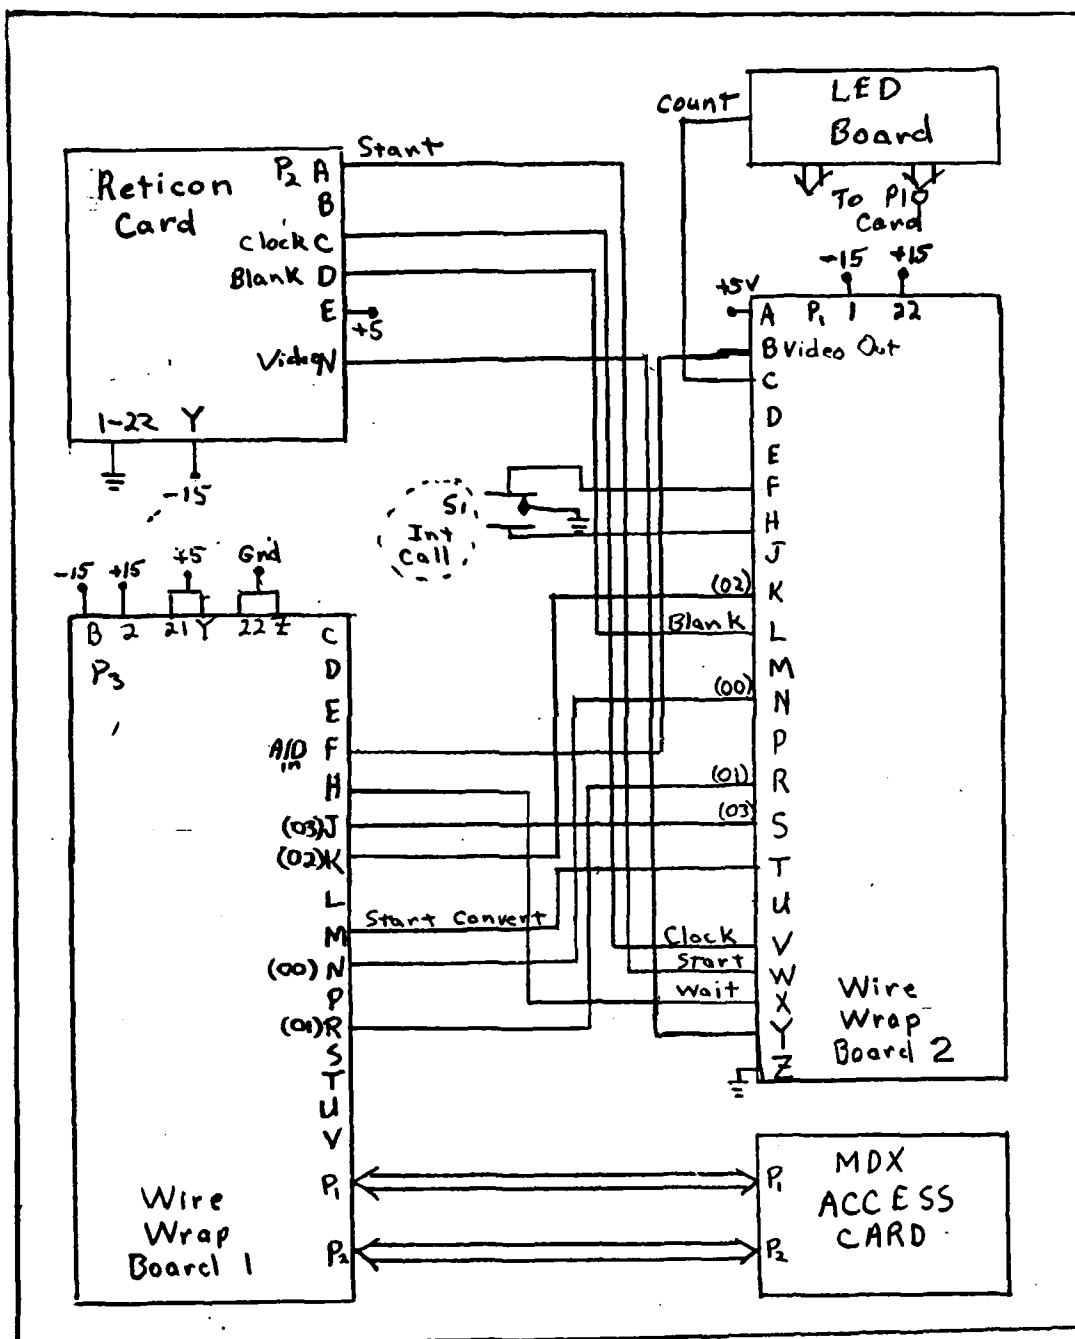 Count
LED
Board
To PIO
Card
Reticon
Card
P2 A
Start
B
Clock C
Blank D
E
+5
Video N
1-22 Y
-15
-15 +15
+5V
A P1 1 22
B Video Out
C
D
E
F
H
J
(02) K
Blank L
M
(00) N
P
(01) R
(03) S
T
U
Clock V
Start W
Wait X
Y
Z
Wire
Wrap
Board 2
S1
Int
Call
-15 +15 +5 Gnd
B 2 21 Y 22 Z
P3
C
D
E
A/D
in
F
H
(03) J
(02) K
L
M
Start Convert
(00) N
P
(01) R
S
T
U
V
P1
P2
Wire
Wrap
Board 1
P1
P2
MDX
ACCESS
CARD